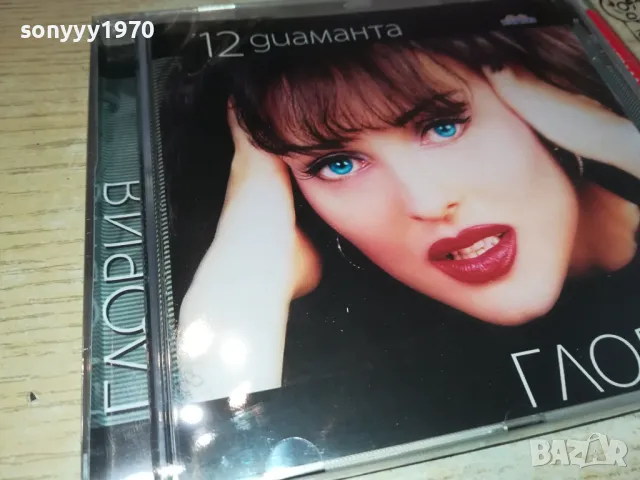 sonyyy1970
12 диаманта
ГЛОРИЯ
ГЛО
BAZAR